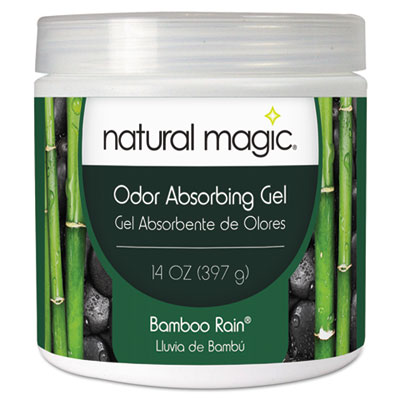 natural magic®
Odor Absorbing Gel
Gel Absorbente de Olores
14 OZ (397 g)
Bamboo Rain®
Lluvia de Bambú